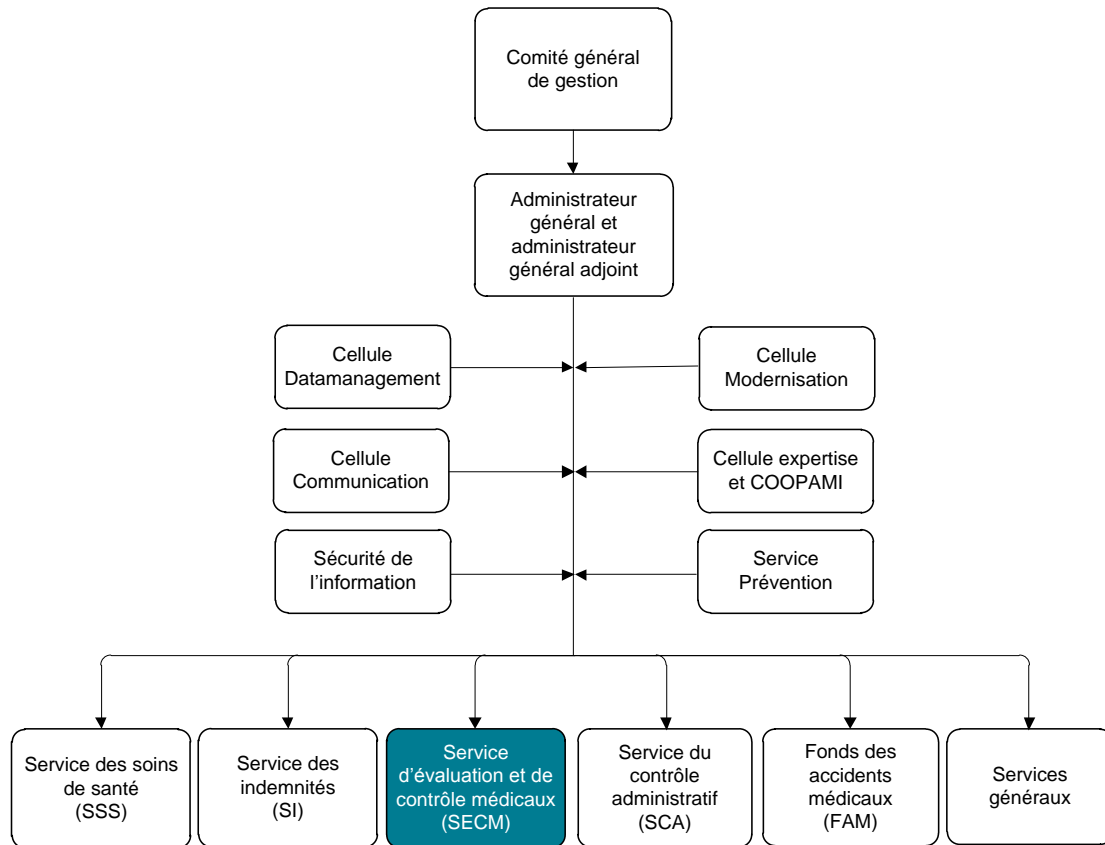 Comité général
de gestion
Administrateur
général et
administrateur
général adjoint
Cellule
Datamanagement
Cellule
Modernisation
Cellule
Communication
Cellule expertise
et COOPAMI
Sécurité de
l’information
Service
Prévention
Service des soins
de santé
(SSS)
Service des
indemnités
(SI)
Service
d’évaluation et de
contrôle médicaux
(SECM)
Service du
contrôle
administratif
(SCA)
Fonds des
accidents
médicaux
(FAM)
Services
généraux